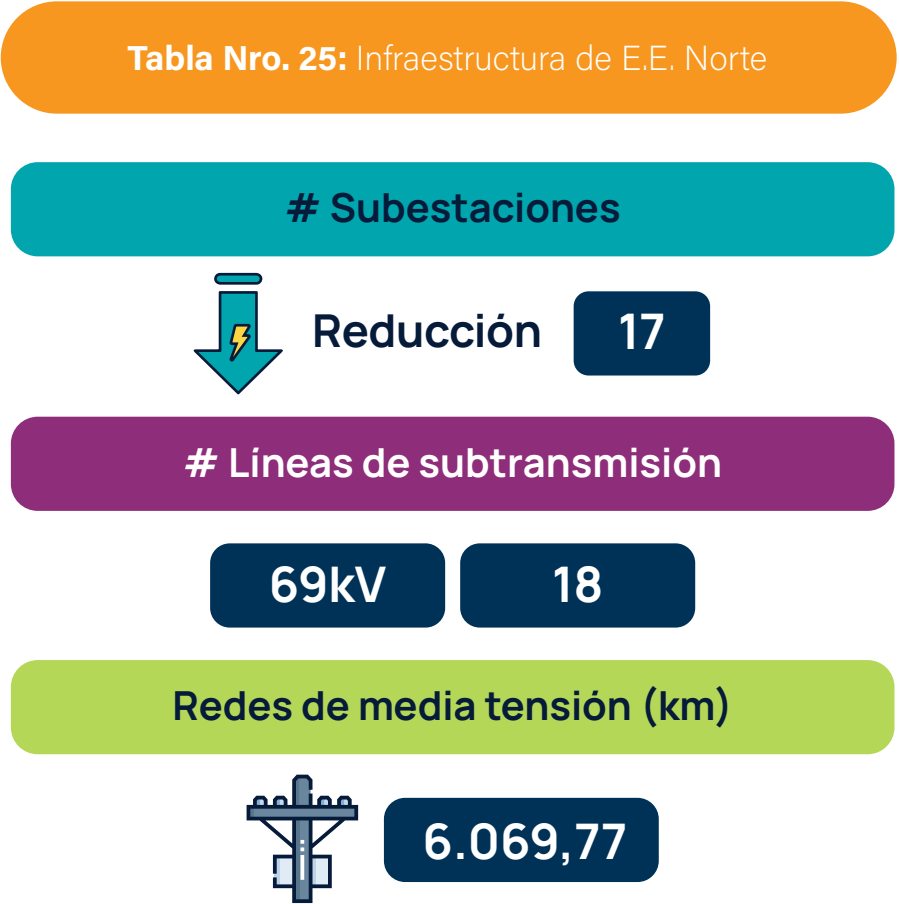 Tabla Nro. 25: Infraestructura de E.E. Norte
# Subestaciones
Reducción 17
# Líneas de subtransmisión
69kV 18
Redes de media tensión (km)
6.069,77